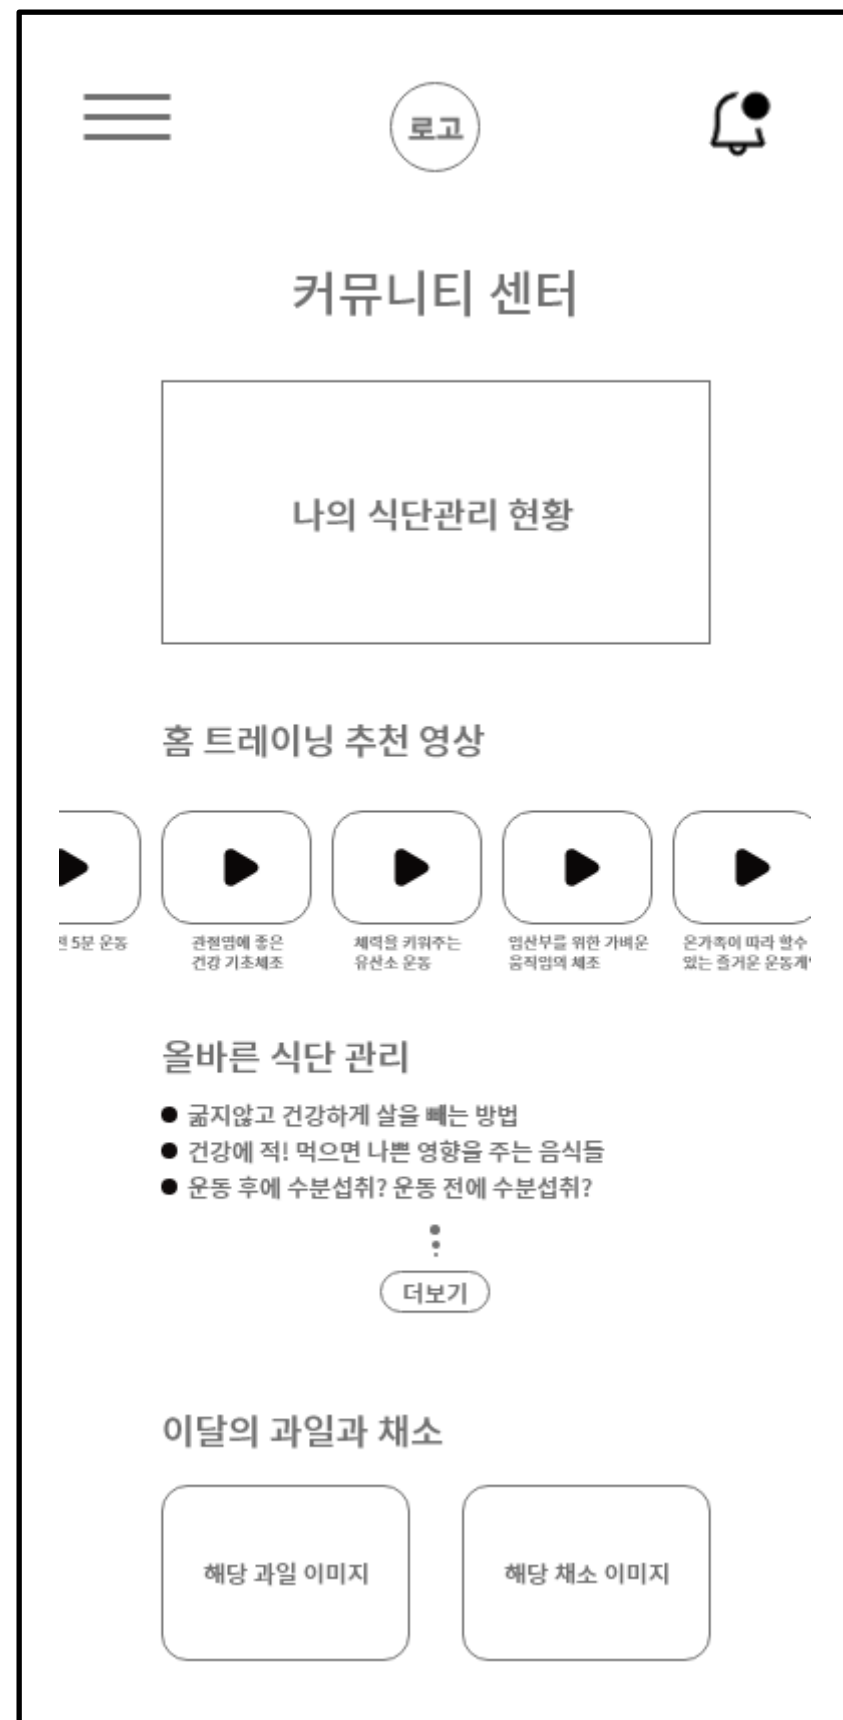 로고
커뮤니티 센터
나의 식단관리 현황
홈 트레이닝 추천 영상
전 5분 운동
관절염에 좋은
건강 기초체조
체력을 키워주는
유산소 운동
임산부를 위한 가벼운
움직임의 체조
온가족이 따라 할수
있는 즐거운 운동게
올바른 식단 관리
굶지않고 건강하게 살을 빼는 방법
건강에 적! 먹으면 나쁜 영향을 주는 음식들
운동 후에 수분섭취? 운동 전에 수분섭취?
더보기
이달의 과일과 채소
해당 과일 이미지
해당 채소 이미지